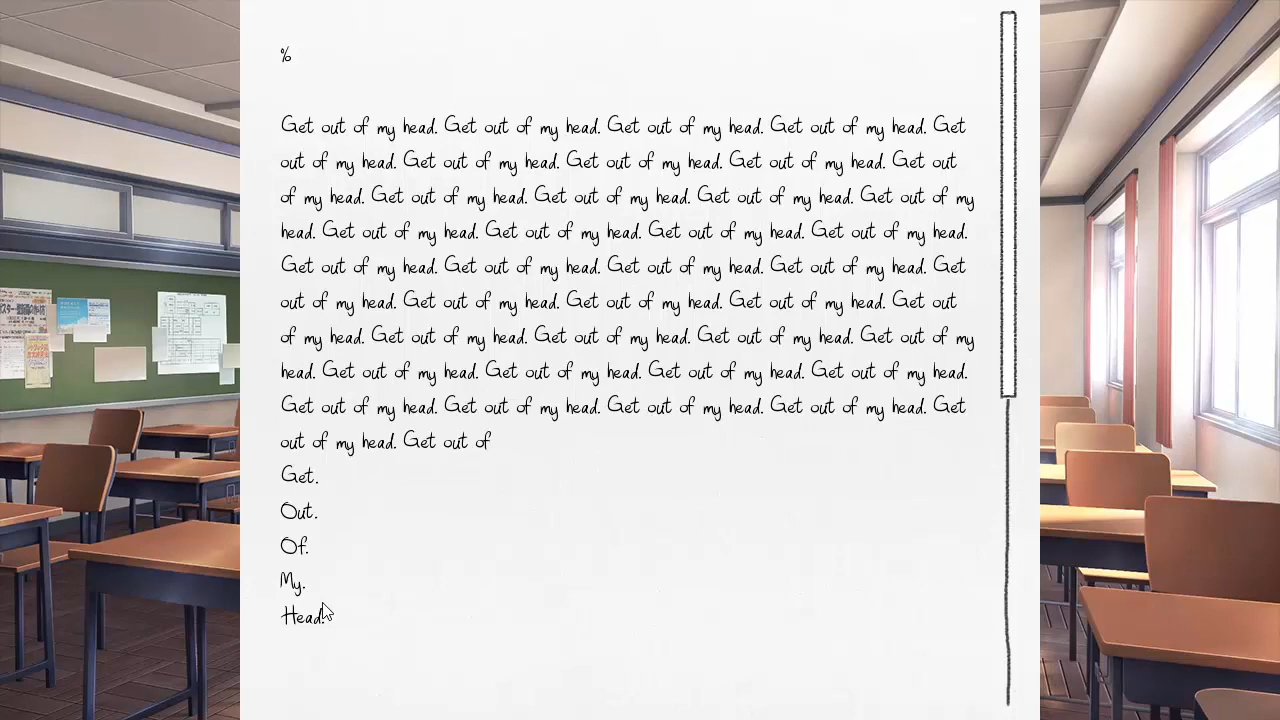 %
Get out of my head. Get out of my head. Get out of my head. Get out of my head. Get
out of my head. Get out of my head. Get out of my head. Get out of my head. Get out
of my head. Get out of my head. Get out of my head. Get out of my head. Get out of my
head. Get out of my head. Get out of my head. Get out of my head. Get out of my head.
Get out of my head. Get out of my head. Get out of my head. Get out of my head. Get
out of my head. Get out of my head. Get out of my head. Get out of my head. Get out
of my head. Get out of my head. Get out of my head. Get out of my head. Get out of my
head. Get out of my head. Get out of my head. Get out of my head. Get out of my head.
Get out of my head. Get out of my head. Get out of my head. Get out of my head. Get
out of my head. Get out of
Get.
Out.
Of.
My.
Head.